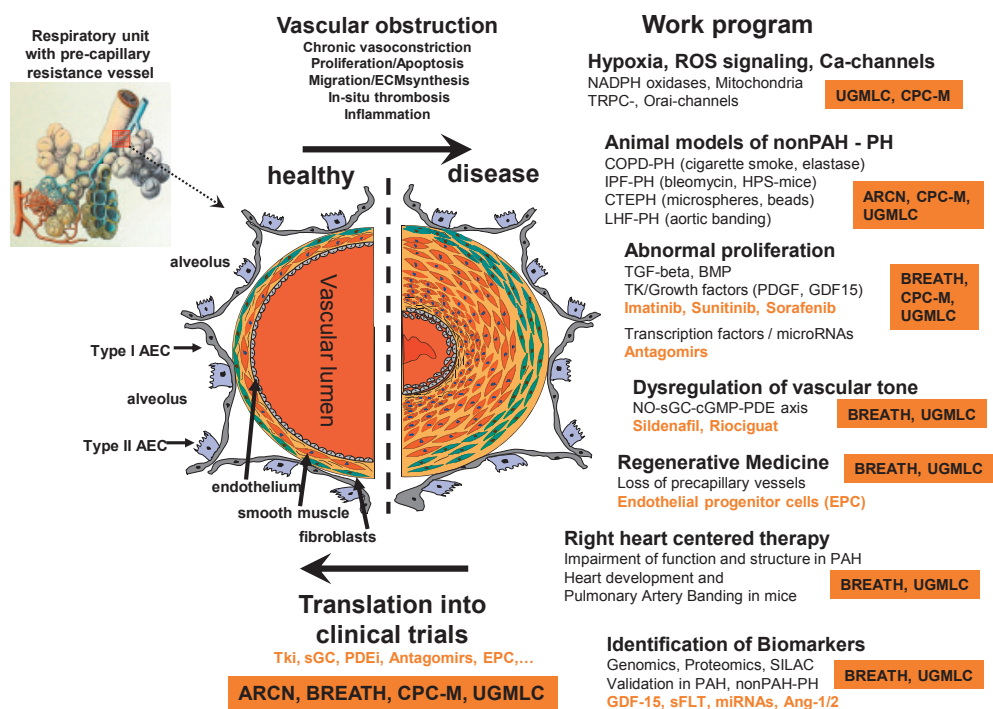 Respiratory unit
with pre-capillary
resistance vessel
Vascular obstruction
Chronic vasoconstriction
Proliferation/Apoptosis
Migration/ECMsynthesis
In-situ thrombosis
Inflammation
healthy
disease
alveolus
Type I AEC
alveolus
Type II AEC
Vascular lumen
endothelium
smooth muscle
fibroblasts
Translation into
clinical trials
Tki, sGC, PDEi, Antagomirs, EPC,…
ARCN, BREATH, CPC-M, UGMLC
Work program
Hypoxia, ROS signaling, Ca-channels
NADPH oxidases, Mitochondria
TRPC-, Orai-channels
UGMLC, CPC-M
Animal models of nonPAH - PH
COPD-PH (cigarette smoke, elastase)
IPF-PH (bleomycin, HPS-mice)
CTEPH (microspheres, beads)
LHF-PH (aortic banding)
ARCN, CPC-M,
UGMLC
Abnormal proliferation
TGF-beta, BMP
TK/Growth factors (PDGF, GDF15)
Imatinib, Sunitinib, Sorafenib
Transcription factors / microRNAs
Antagomirs
BREATH,
CPC-M,
UGMLC
Dysregulation of vascular tone
NO-sGC-cGMP-PDE axis
Sildenafil, Riociguat
BREATH, UGMLC
Regenerative Medicine
Loss of precapillary vessels
Endothelial progenitor cells (EPC)
BREATH, UGMLC
Right heart centered therapy
Impairment of function and structure in PAH
Heart development and
Pulmonary Artery Banding in mice
BREATH, UGMLC
Identification of Biomarkers
Genomics, Proteomics, SILAC
Validation in PAH, nonPAH-PH
GDF-15, sFLT, miRNAs, Ang-1/2
BREATH, UGMLC